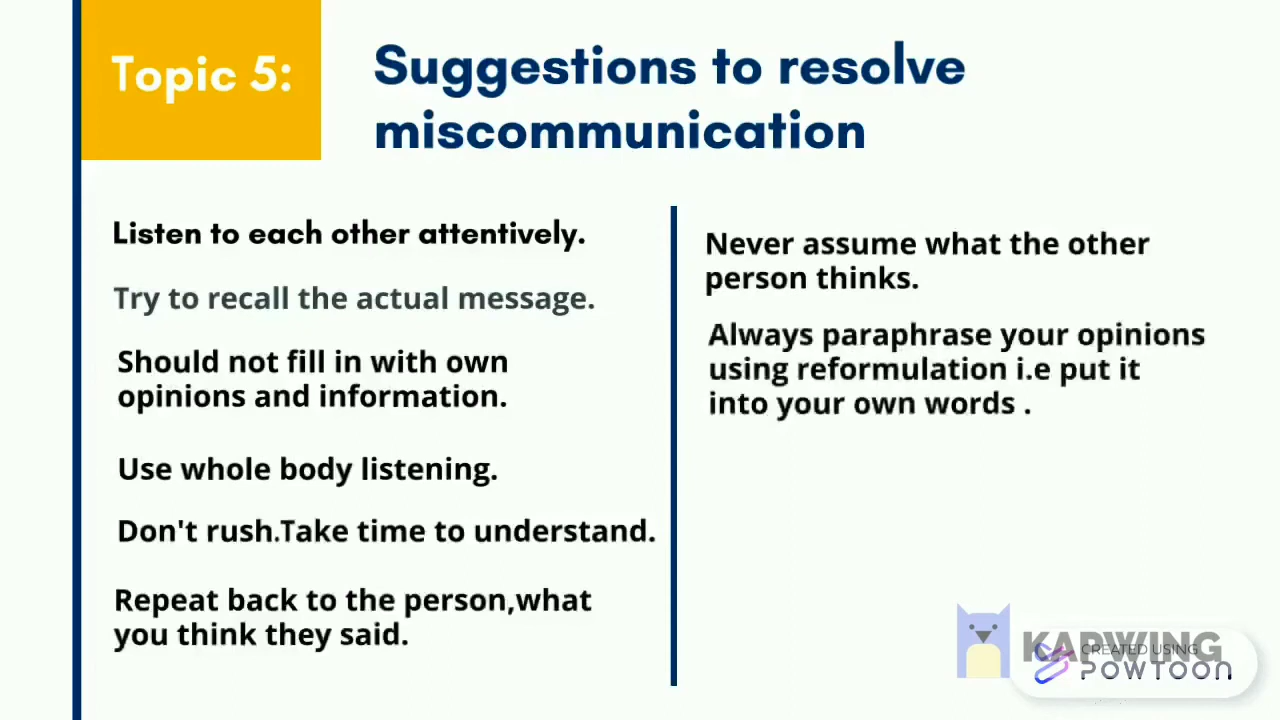 Topic 5:
Suggestions to resolve
miscommunication
Listen to each other attentively.
Try to recall the actual message.
Should not fill in with own
opinions and information.
Use whole body listening.
Don't rush.Take time to understand.
Repeat back to the person,what
you think they said.
Never assume what the other
person thinks.
Always paraphrase your opinions
using reformulation i.e put it
into your own words .
KAPWING
CREATED USING
POWTOON